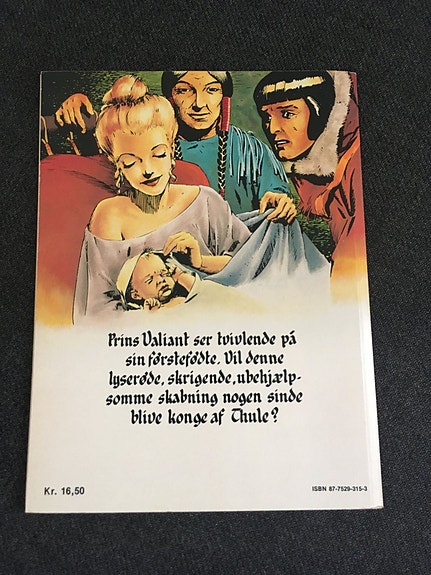 Prins Valiant ser tvivlende på
sin førstefødte. Vil denne
lyserøde, skrigende, ubehjælp-
somme skabning nogen sinde
blive konge af Thule?
Kr. 16,50
ISBN 87-7529-315-3